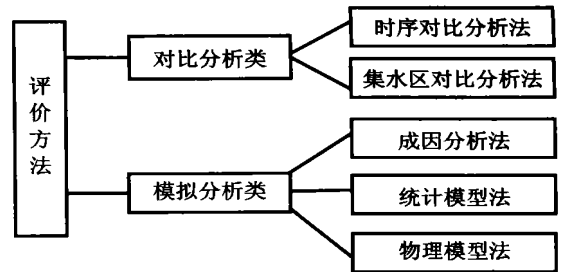 评价方法
对比分析类
时序对比分析法
集水区对比分析法
模拟分析类
成因分析法
统计模型法
物理模型法